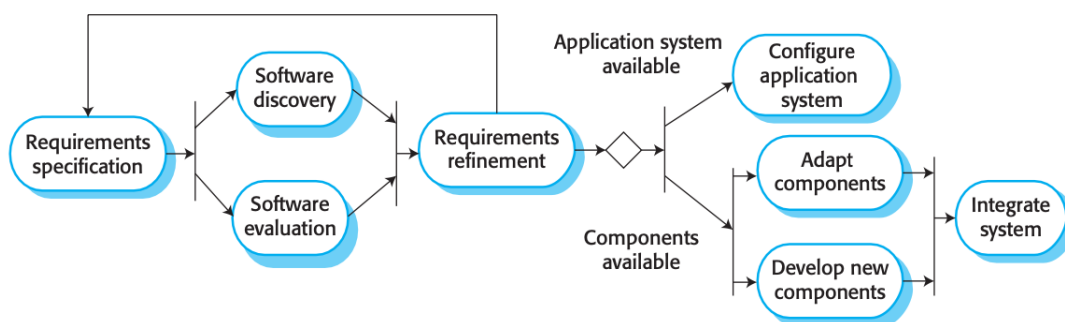 Requirements
specification
Software
discovery
Software
evaluation
Requirements
refinement
Application system
available
Configure
application
system
Components
available
Adapt
components
Develop new
components
Integrate
system